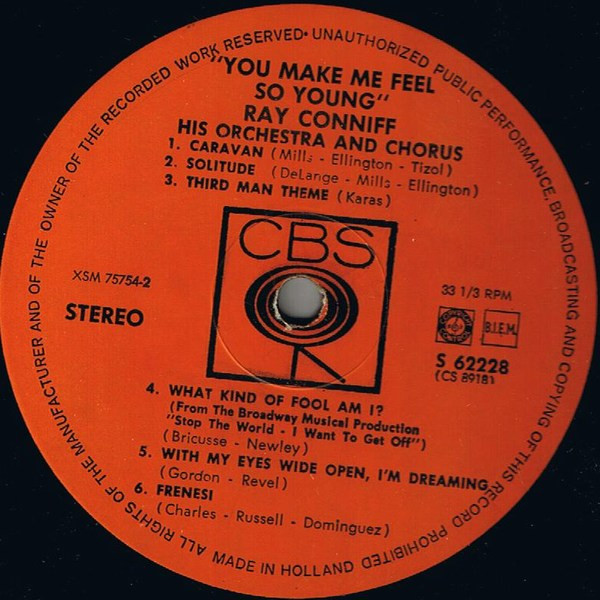 ALL RIGHTS OF THE MANUFACTURER AND OF THE OWNER OF THE RECORDED WORK RESERVED • UNAUTHORIZED PUBLIC PERFORMANCE, BROADCASTING AND COPYING OF THIS RECORD PROHIBITED
"YOU MAKE ME FEEL
SO YOUNG"
RAY CONNIFF
HIS ORCHESTRA AND CHORUS
1. CARAVAN (Mills - Ellington - Tizol)
2. SOLITUDE (DeLange - Mills - Ellington)
3. THIRD MAN THEME (Karas)
CBS
XSM 75754-2
33 1/3 RPM
STEREO
B.I.E.M.
S 62228
(CS 8918)
4. WHAT KIND OF FOOL AM I?
(From The Broadway Musical Production
"Stop The World - I Want To Get Off")
(Bricusse - Newley)
5. WITH MY EYES WIDE OPEN, I'M DREAMING
(Gordon - Revel)
6. FRENESI
(Charles - Russell - Dominguez)
MADE IN HOLLAND